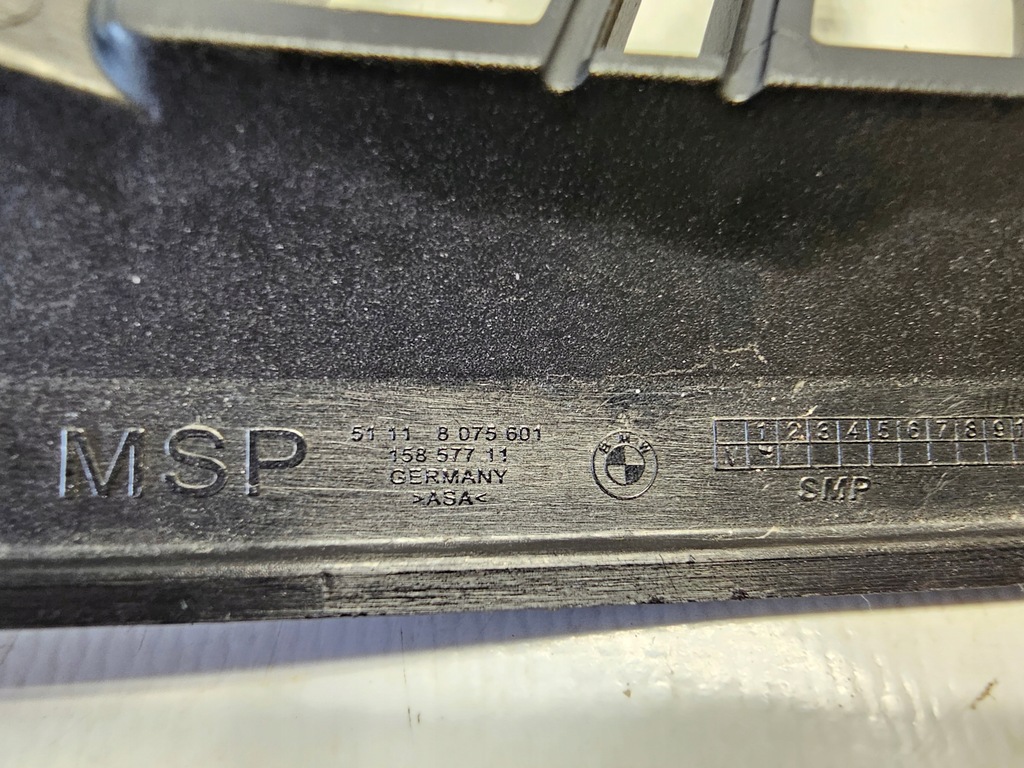 MSP
51 11 8 075 601
158 577 11
GERMANY
>ASA<
BMW
1 2 3 4 5 6 7 8 9 1
SMP